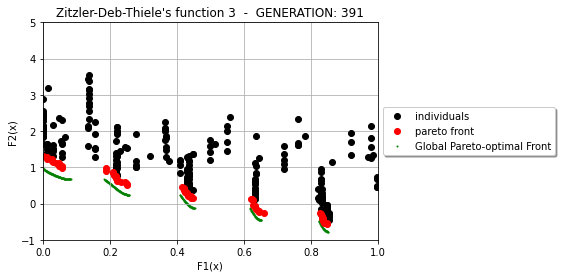 Zitzler-Deb-Thiele's function 3 - GENERATION: 391
5
4
3
2
1
0
−1
F2(x)
0.0 0.2 0.4 0.6 0.8 1.0
F1(x)
individuals
pareto front
Global Pareto-optimal Front